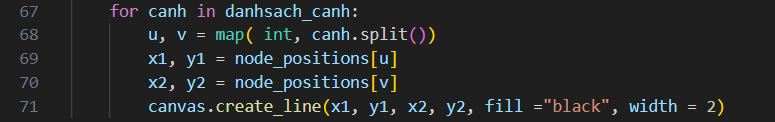 67 for canh in danhsach_canh:
68 u, v = map( int, canh.split())
69 x1, y1 = node_positions[u]
70 x2, y2 = node_positions[v]
71 canvas.create_line(x1, y1, x2, y2, fill ="black", width = 2)